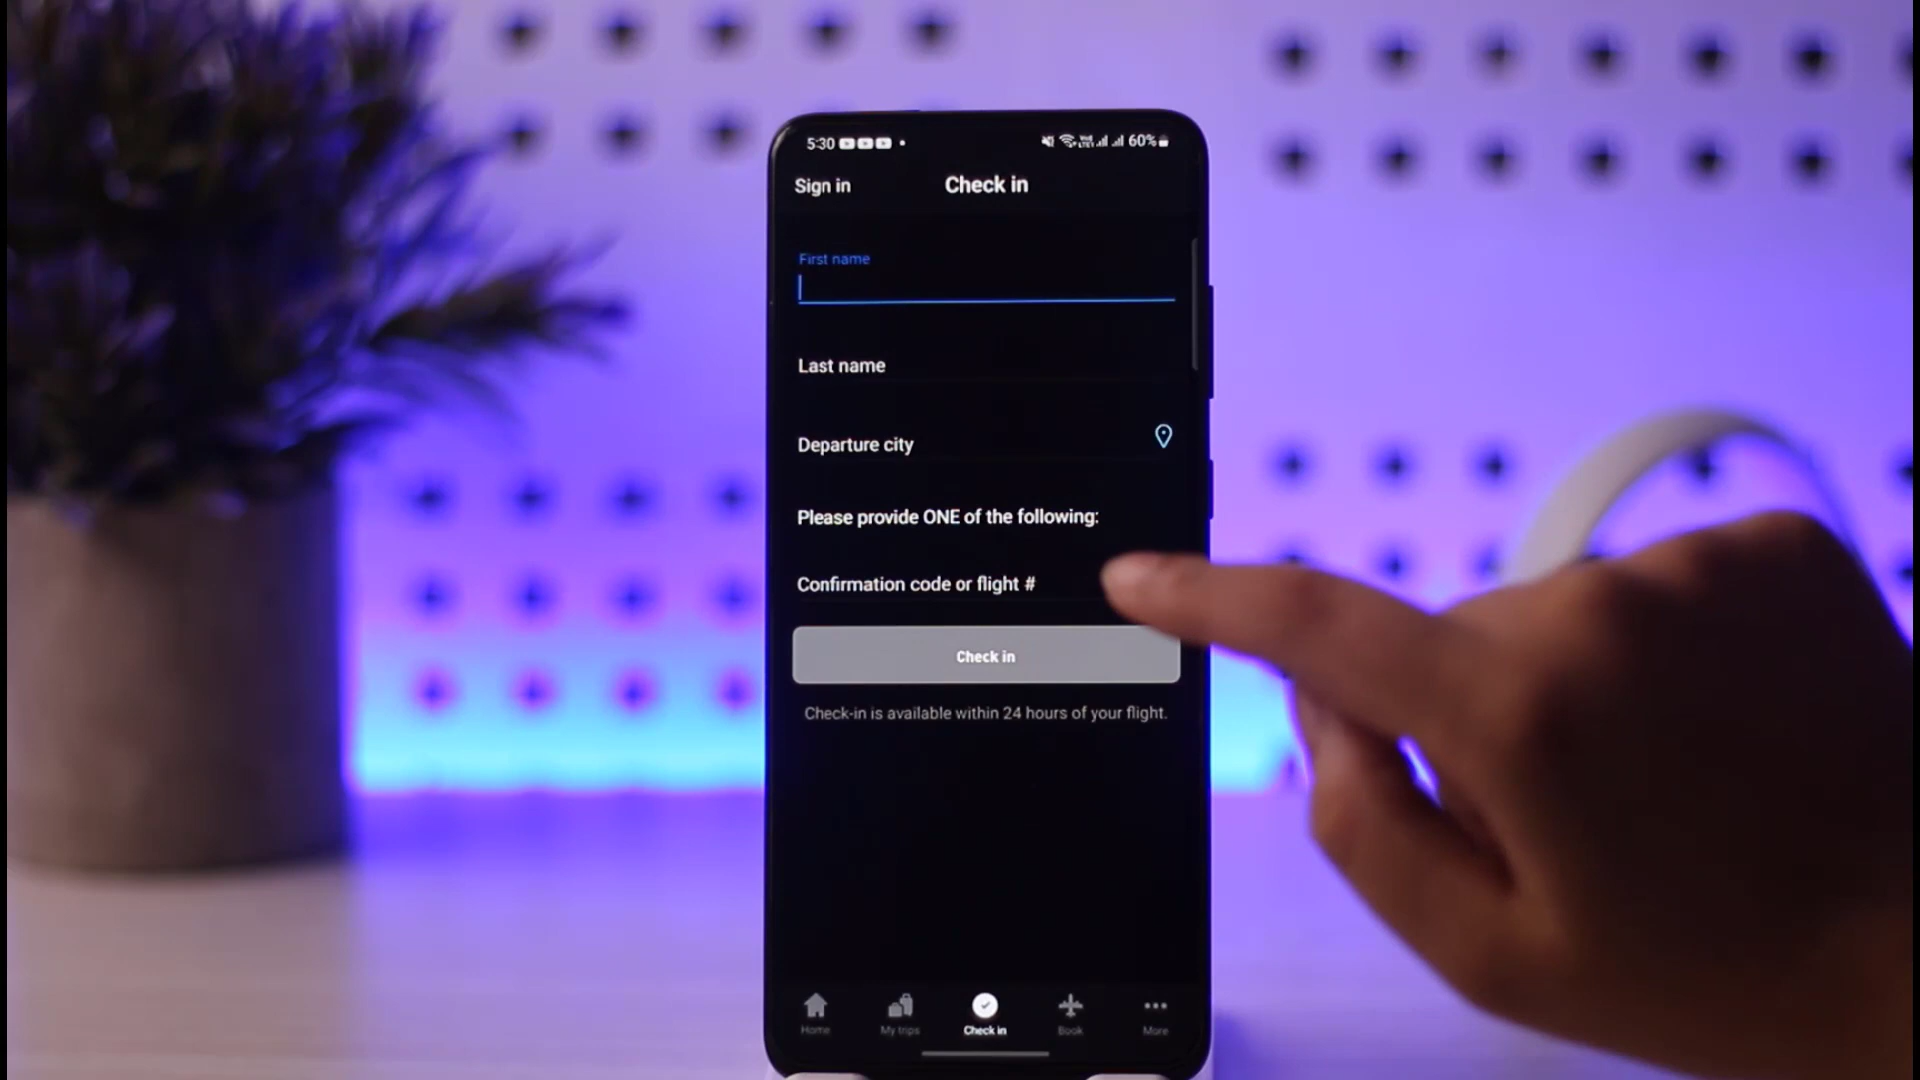 5:30 60%
Sign in Check in
First name
Last name
Departure city
Please provide ONE of the following:
Confirmation code or flight #
Check in
Check-in is available within 24 hours of your flight.
Home My trips Check in Book More